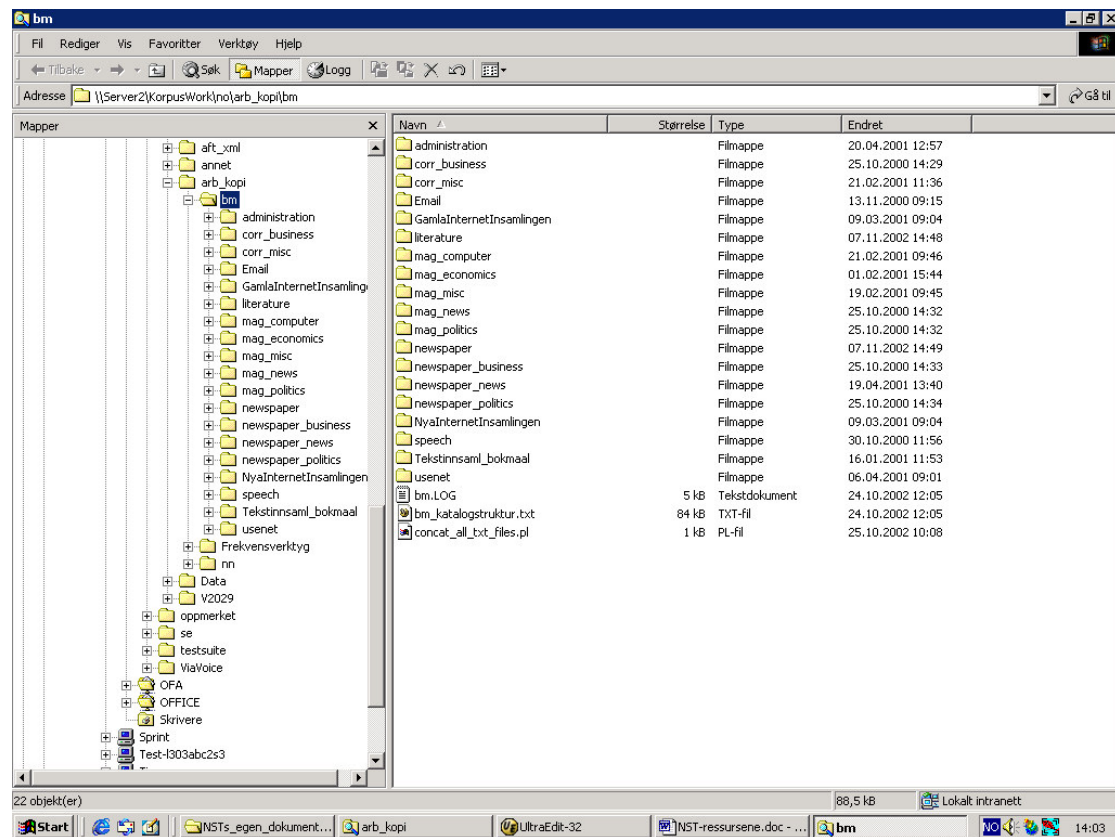 bm
Fil Rediger Vis Favoritter Verktøy Hjelp
Tilbake Søk Mapper Logg
Adresse \\Server2\KorpusWork\no\arb_kopi\bm Gå til
Mapper
aft_xml
annet
arb_kopi
bm
administration
corr_business
corr_misc
Email
GamlaInternetInsamling
literature
mag_computer
mag_economics
mag_misc
mag_news
mag_politics
newspaper
newspaper_business
newspaper_news
newspaper_politics
NyaInternetInsamlingen
speech
Tekstinnsaml_bokmaal
usenet
Frekvensverktyg
nn
Data
V2029
oppmerket
se
testsuite
ViaVoice
OFA
OFFICE
Skrivere
Sprint
Test-l303abc2s3
Navn Størrelse Type Endret
administration Filmappe 20.04.2001 12:57
corr_business Filmappe 25.10.2000 14:29
corr_misc Filmappe 21.02.2001 11:36
Email Filmappe 13.11.2000 09:15
GamlaInternetInsamlingen Filmappe 09.03.2001 09:04
literature Filmappe 07.11.2002 14:48
mag_computer Filmappe 21.02.2001 09:46
mag_economics Filmappe 01.02.2001 15:44
mag_misc Filmappe 19.02.2001 09:45
mag_news Filmappe 25.10.2000 14:32
mag_politics Filmappe 25.10.2000 14:32
newspaper Filmappe 07.11.2002 14:49
newspaper_business Filmappe 25.10.2000 14:33
newspaper_news Filmappe 19.04.2001 13:40
newspaper_politics Filmappe 25.10.2000 14:34
NyaInternetInsamlingen Filmappe 09.03.2001 09:04
speech Filmappe 30.10.2000 11:56
Tekstinnsaml_bokmaal Filmappe 16.01.2001 11:53
usenet Filmappe 06.04.2001 09:01
bm.LOG 5 kB Tekstdokument 24.10.2002 12:05
bm_katalogstruktur.txt 84 kB TXT-fil 24.10.2002 12:05
concat_all_txt_files.pl 1 kB PL-fil 25.10.2002 10:08
22 objekt(er) 88,5 kB Lokalt intranett
Start NSTs_egen_dokument... arb_kopi UltraEdit-32 NST-ressursene.doc - ... bm NO 14:03